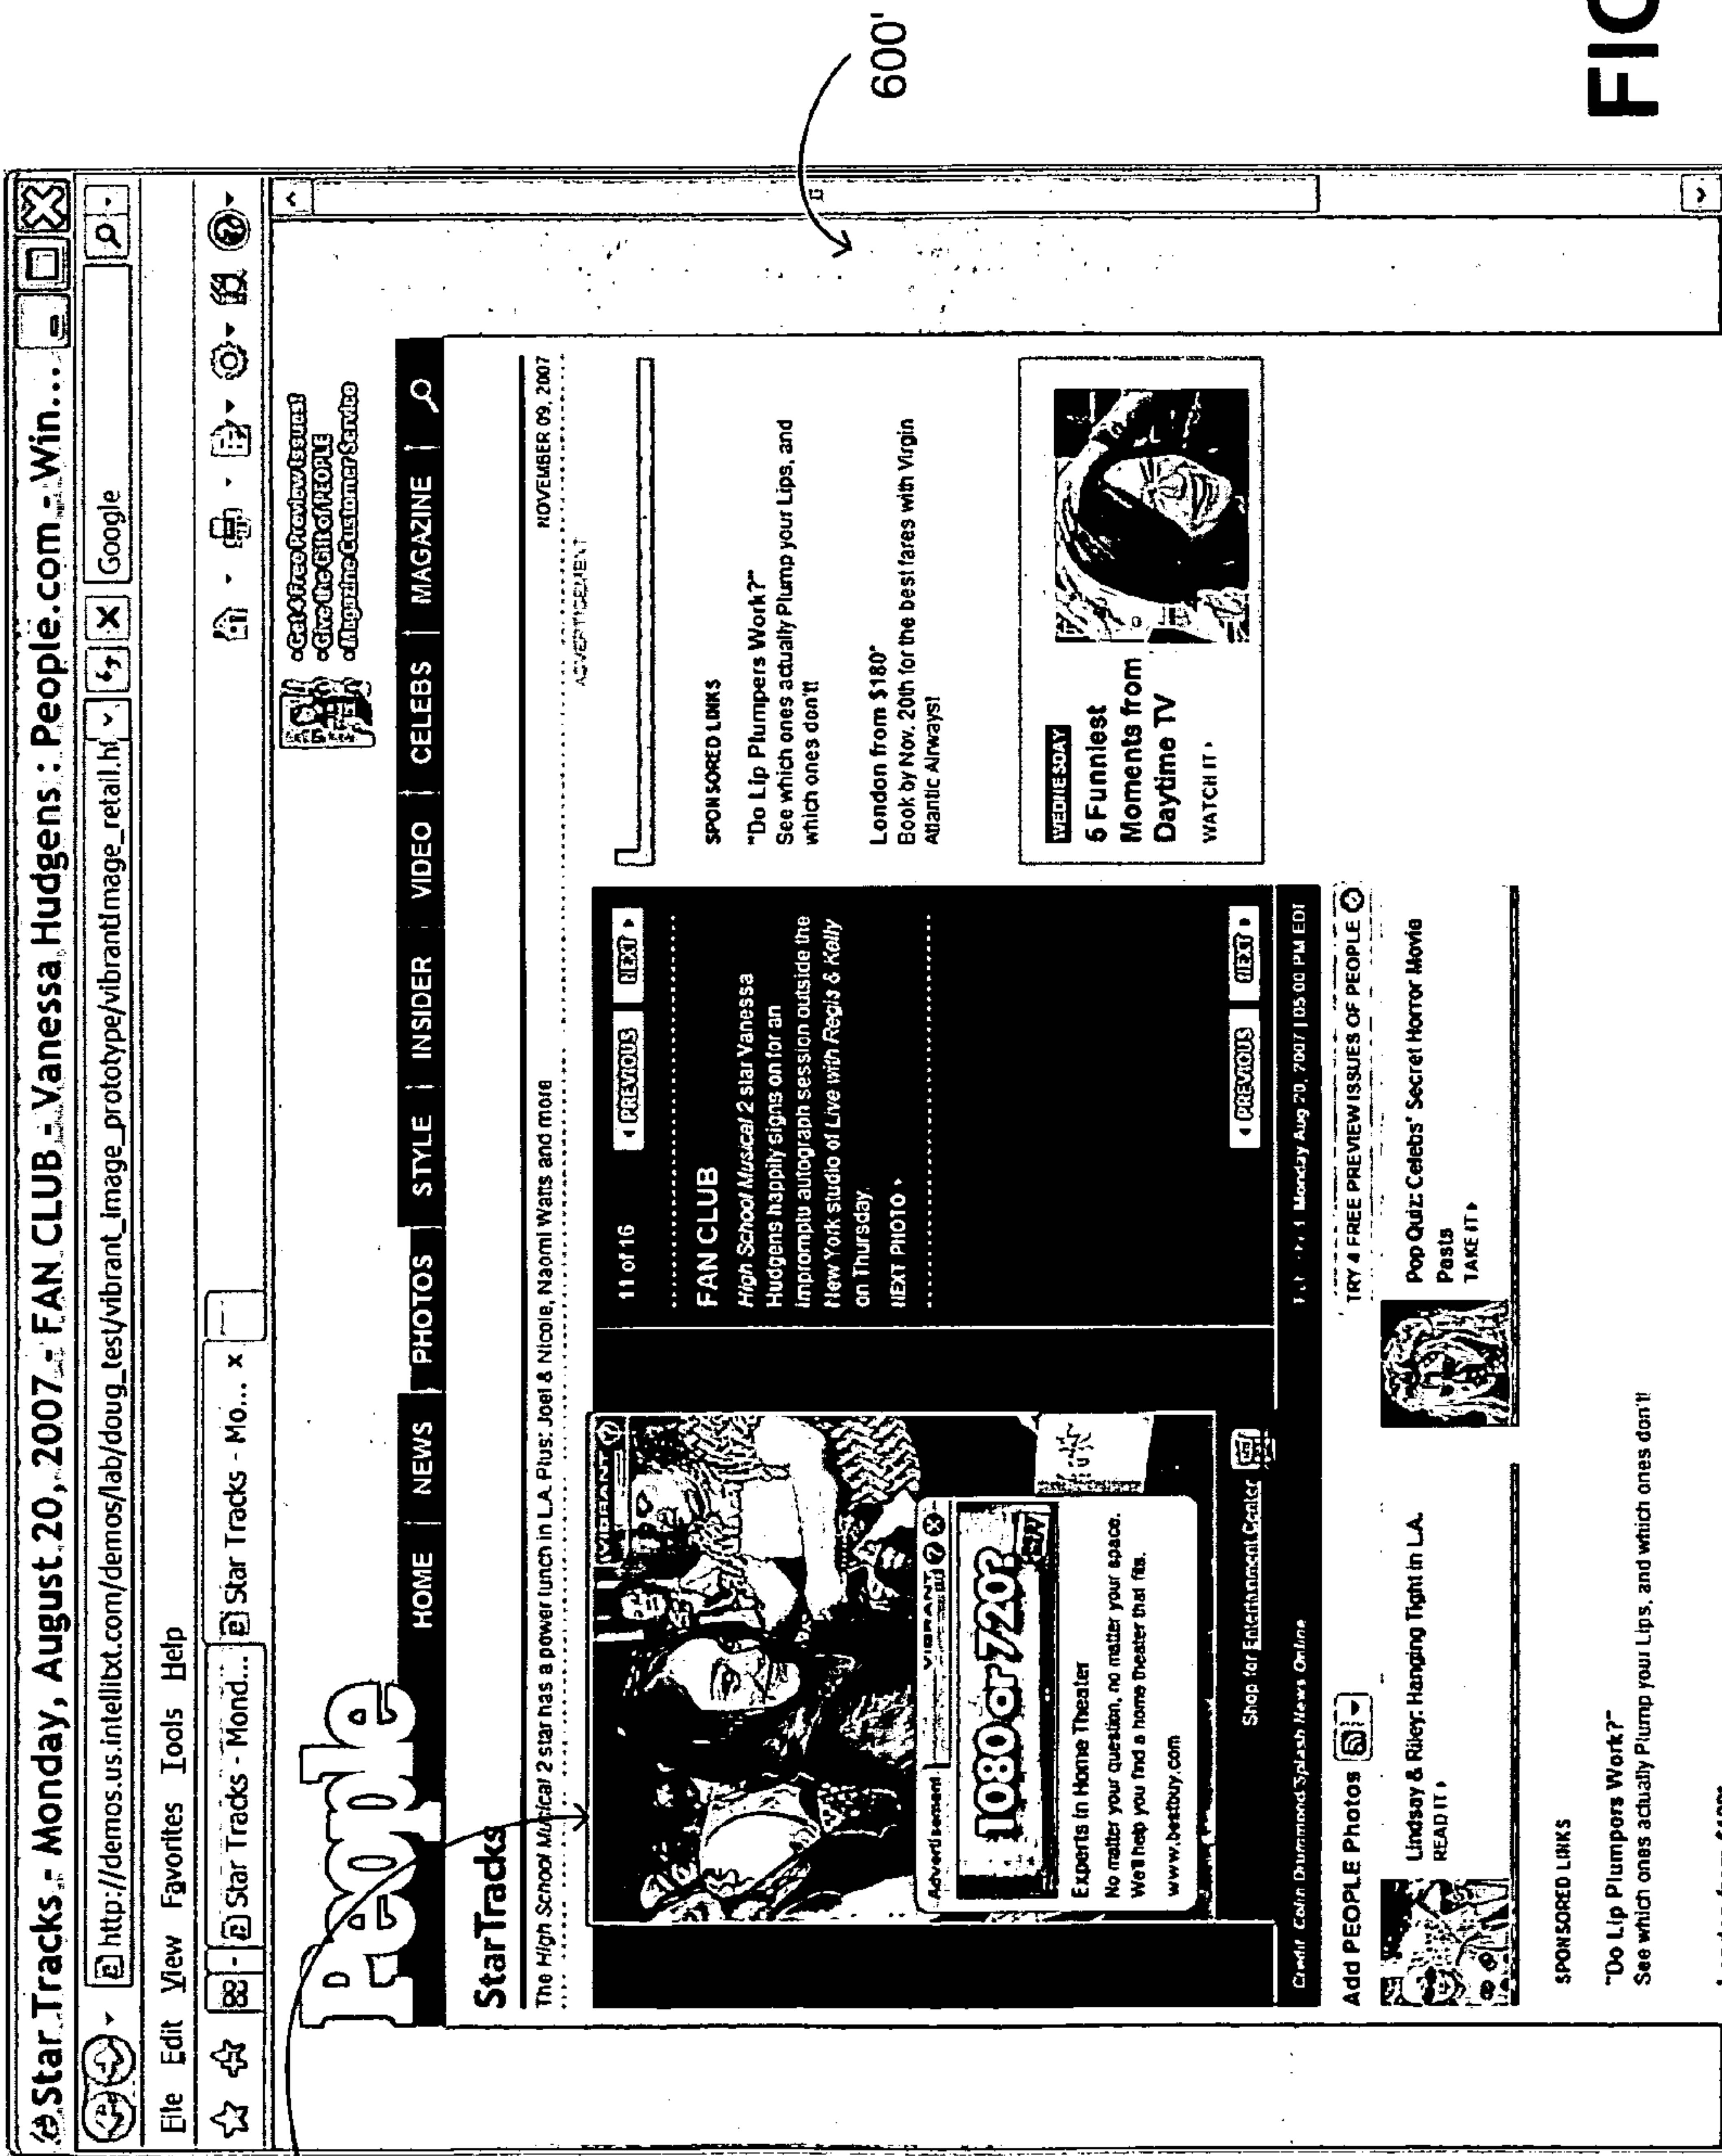 Star Tracks - Monday, August 20, 2007 - FAN CLUB - Vanessa Hudgens : People.com - Win...
http://demos.us.intellitxt.com/demos/lab/doug_test/vibrant_image_prototype/vibrantImage_retail.h
Google
File Edit View Favorites Tools Help
Star Tracks - Mond...
Star Tracks - Mo... x
People
•Get 4 Free Preview Issues!
•Give the Gift of PEOPLE
•Magazine Customer Service
HOME | NEWS | PHOTOS | STYLE | INSIDER | VIDEO | CELEBS | MAGAZINE |
StarTracks
The High School Musical 2 star has a power lunch in L.A. Plus: Joel & Nicole, Naomi Watts and more
NOVEMBER 09, 2007
ADVERTISEMENT
VIBRANT
Advertisement
VIBRANT
1080 or 720?
Experts in Home Theater
No matter your question, no matter your space.
We'll help you find a home theater that fits.
www.bestbuy.com
Shop for Entertainment Center
11 of 16
PREVIOUS
NEXT
FAN CLUB
High School Musical 2 star Vanessa
Hudgens happily signs on for an
impromptu autograph session outside the
New York studio of Live with Regis & Kelly
on Thursday.
NEXT PHOTO
PREVIOUS
NEXT
Credit: Colin Drummond/Splash News Online
Monday Aug 20, 2007 | 05:00 PM EDT
SPONSORED LINKS
"Do Lip Plumpers Work?"
See which ones actually Plump your Lips, and
which ones don't!
London from $180*
Book by Nov. 20th for the best fares with Virgin
Atlantic Airways!
WEDNESDAY
5 Funniest
Moments from
Daytime TV
WATCH IT
Add PEOPLE Photos
TRY 4 FREE PREVIEW ISSUES OF PEOPLE
Lindsay & Riley: Hanging Tight in L.A.
READ IT
Pop Quiz: Celebs' Secret Horror Movie
Pasts
TAKE IT
SPONSORED LINKS
"Do Lip Plumpers Work?"
See which ones actually Plump your Lips, and which ones don't!
600'
FIG